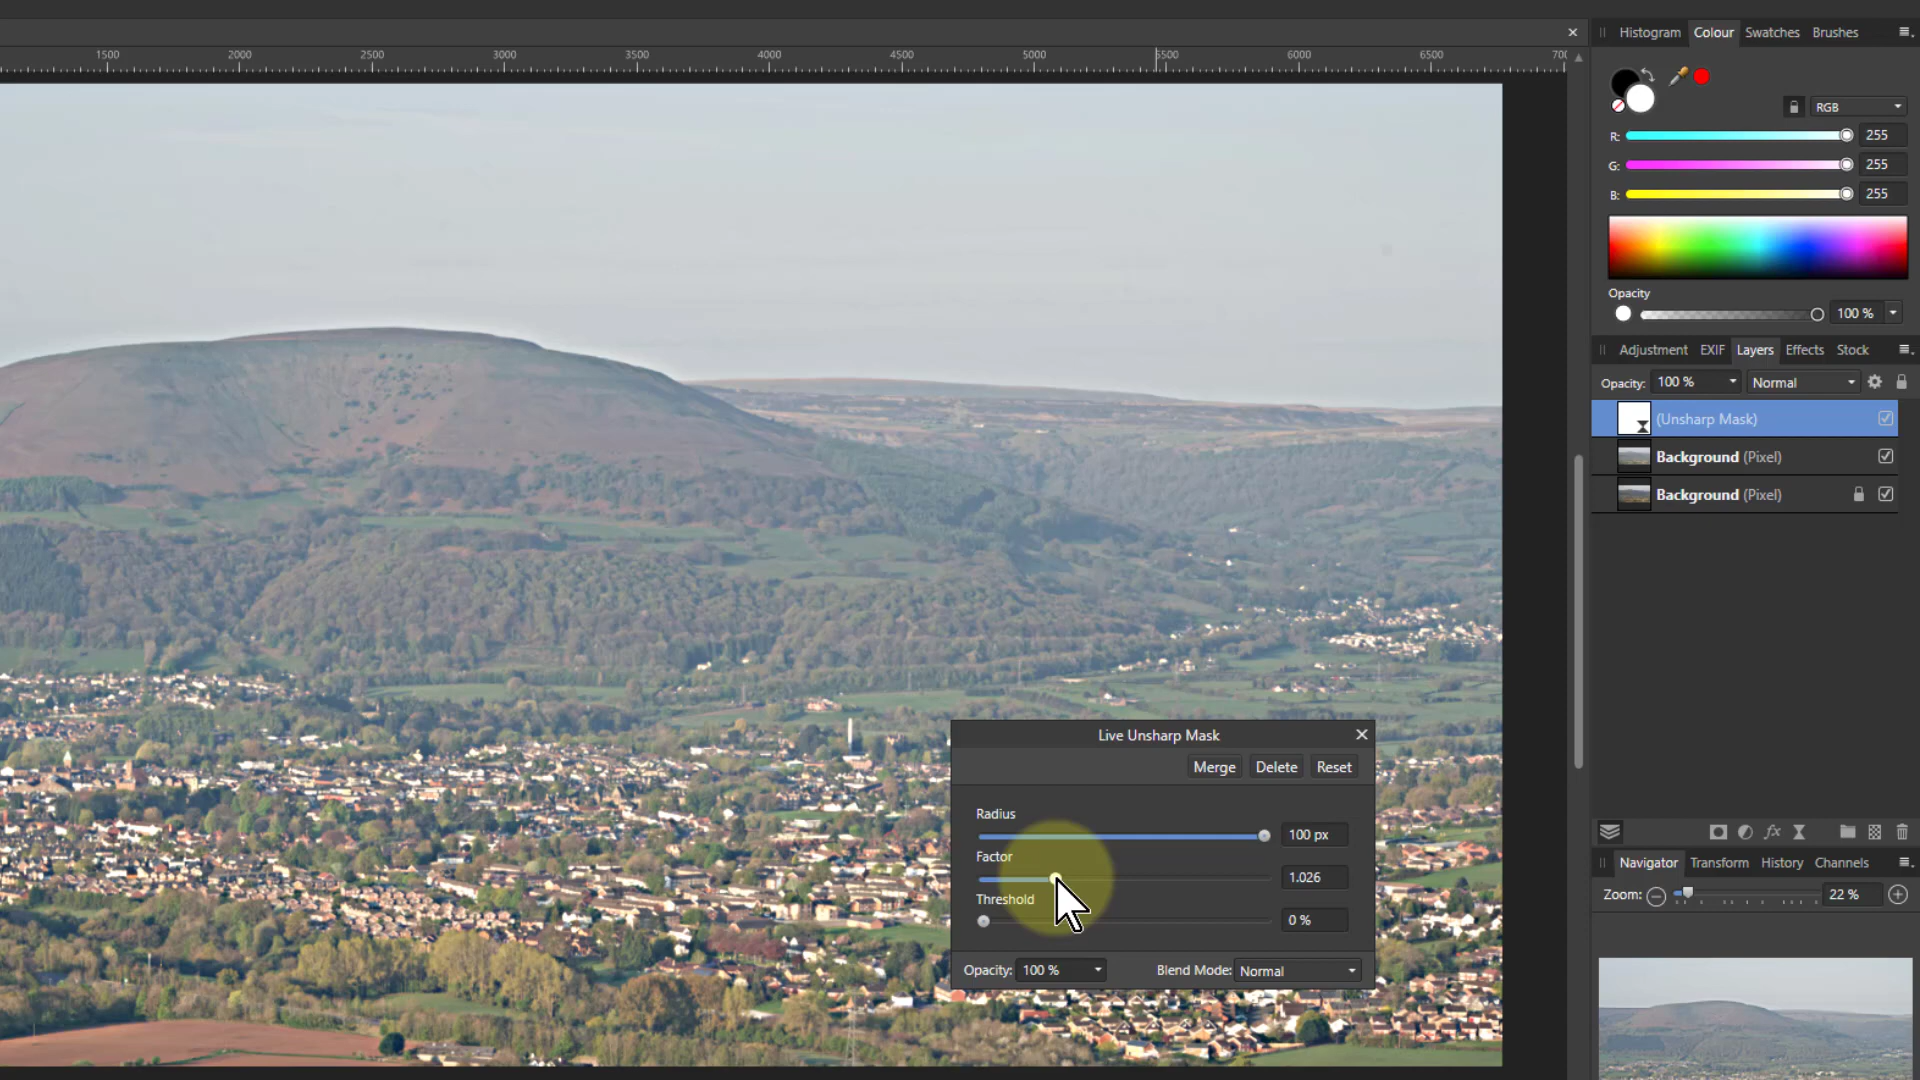 Histogram Colour Swatches Brushes
1500 2000 2500 3000 3500 4000 4500 5000 5500 6000 6500
RGB
R: 255
G: 255
B: 255
Opacity
100 %
Adjustment EXIF Layers Effects Stock
Opacity: 100 % Normal
(Unsharp Mask)
Background (Pixel)
Background (Pixel)
Live Unsharp Mask
Merge Delete Reset
Radius
100 px
Factor
1.026
Threshold
0 %
Opacity: 100 % Blend Mode: Normal
fx
Navigator Transform History Channels
Zoom: 22 %